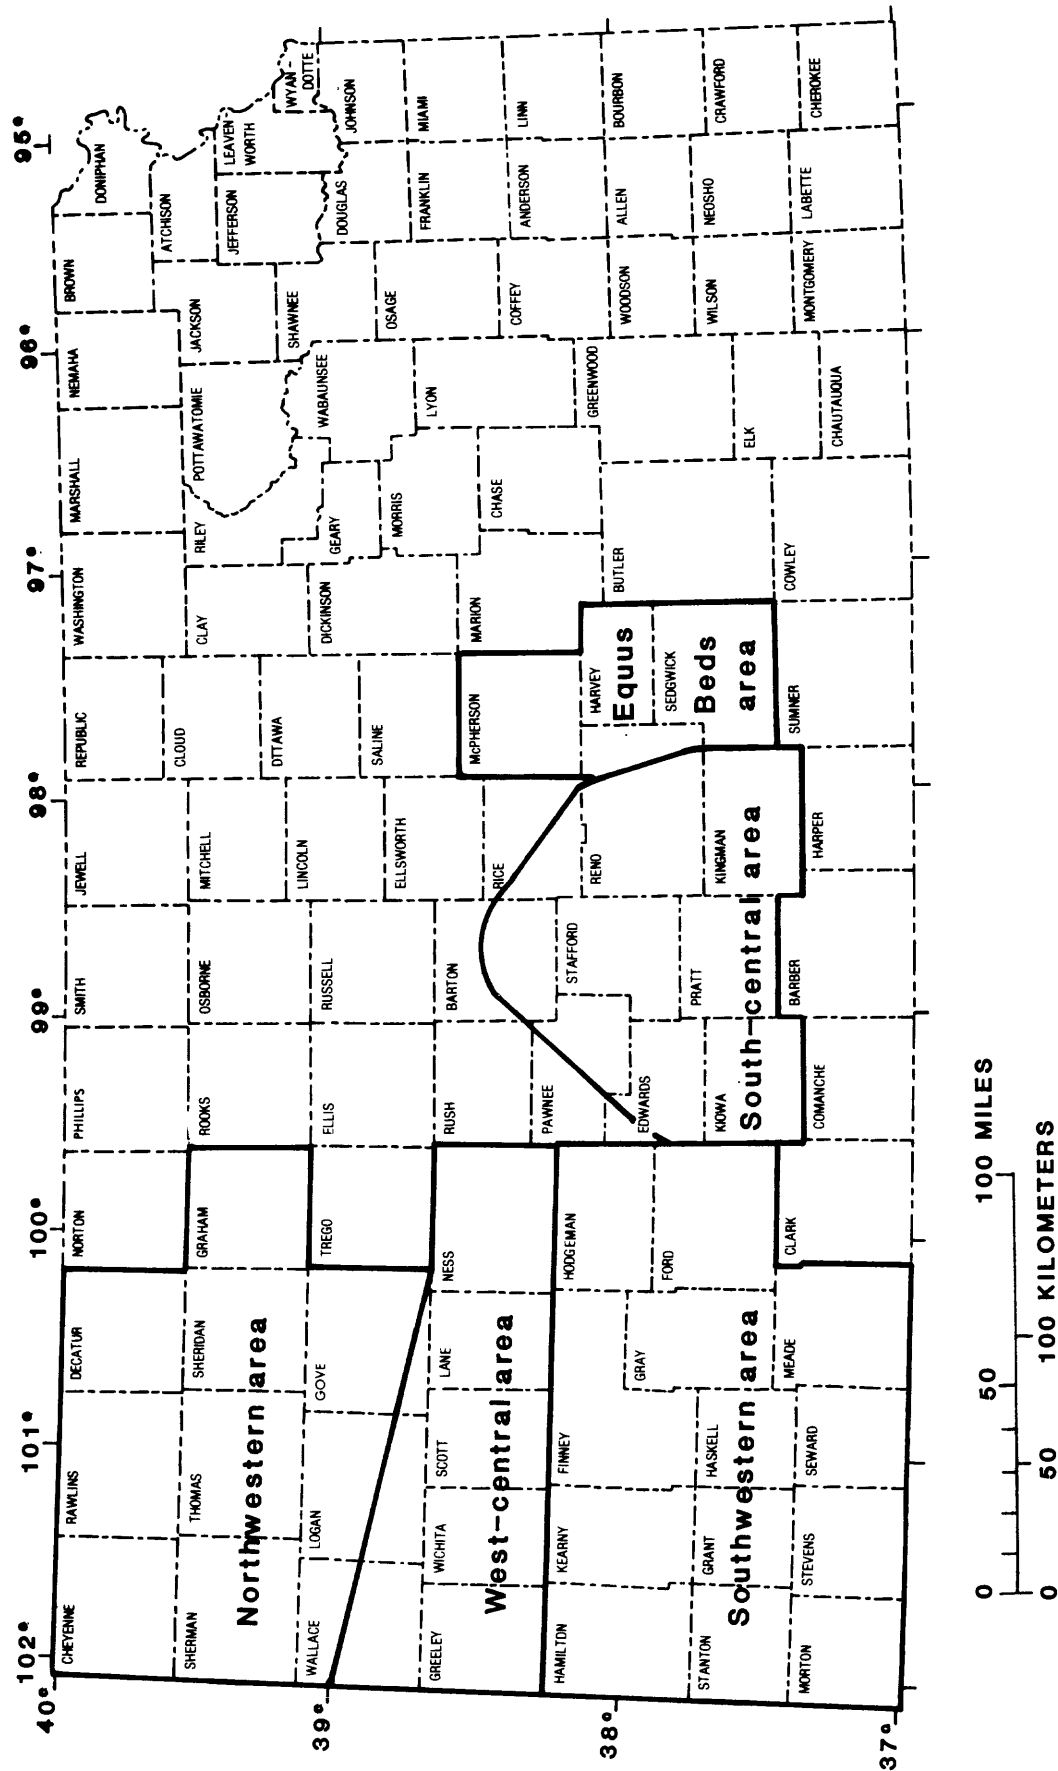 102°
101°
100°
99°
98°
97°
96°
95°
40°
39°
38°
37°
CHEYENNE
RAWLINS
DECATUR
NORTON
PHILLIPS
SMITH
JEWELL
REPUBLIC
WASHINGTON
MARSHALL
NEMAHA
BROWN
DONIPHAN
SHERMAN
THOMAS
SHERIDAN
GRAHAM
ROOKS
OSBORNE
MITCHELL
CLOUD
CLAY
RILEY
POTTAWATOMIE
JACKSON
ATCHISON
JEFFERSON
LEAVEN-
WORTH
WYAN-
DOTTE
Northwestern area
WALLACE
LOGAN
GOVE
TREGO
ELLIS
RUSSELL
LINCOLN
OTTAWA
SALINE
DICKINSON
GEARY
WABAUNSEE
SHAWNEE
DOUGLAS
JOHNSON
GREELEY
WICHITA
SCOTT
LANE
NESS
RUSH
BARTON
ELLSWORTH
RICE
McPHERSON
MARION
MORRIS
CHASE
LYON
OSAGE
FRANKLIN
MIAMI
West-central area
HAMILTON
KEARNY
FINNEY
HODGEMAN
PAWNEE
STAFFORD
RENO
HARVEY
Equus
Beds
area
SEDGWICK
BUTLER
GREENWOOD
COFFEY
ANDERSON
LINN
WOODSON
ALLEN
BOURBON
STANTON
GRANT
HASKELL
GRAY
FORD
EDWARDS
KIOWA
PRATT
KINGMAN
ELK
WILSON
NEOSHO
CRAWFORD
Southwestern area
South-central area
MORTON
STEVENS
SEWARD
MEADE
CLARK
COMANCHE
BARBER
HARPER
SUMNER
COWLEY
CHAUTAUQUA
MONTGOMERY
LABETTE
CHEROKEE
0 50 100 MILES
0 50 100 KILOMETERS